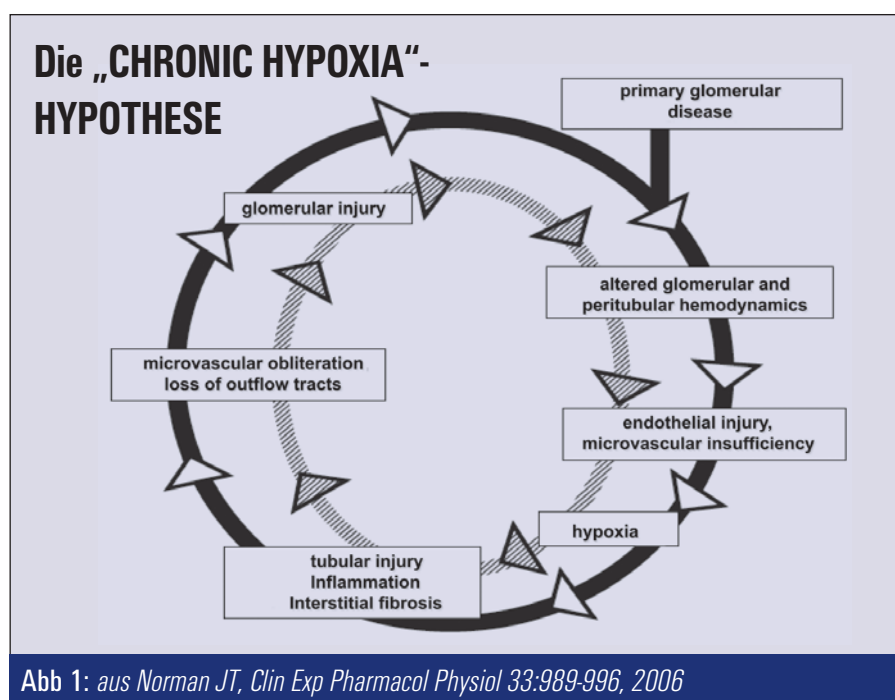 Die „CHRONIC HYPOXIA“-
HYPOTHESE
primary glomerular
disease
glomerular injury
altered glomerular and
peritubular hemodynamics
microvascular obliteration
loss of outflow tracts
endothelial injury,
microvascular insufficiency
hypoxia
tubular injury
Inflammation
Interstitial fibrosis
Abb 1: aus Norman JT, Clin Exp Pharmacol Physiol 33:989-996, 2006